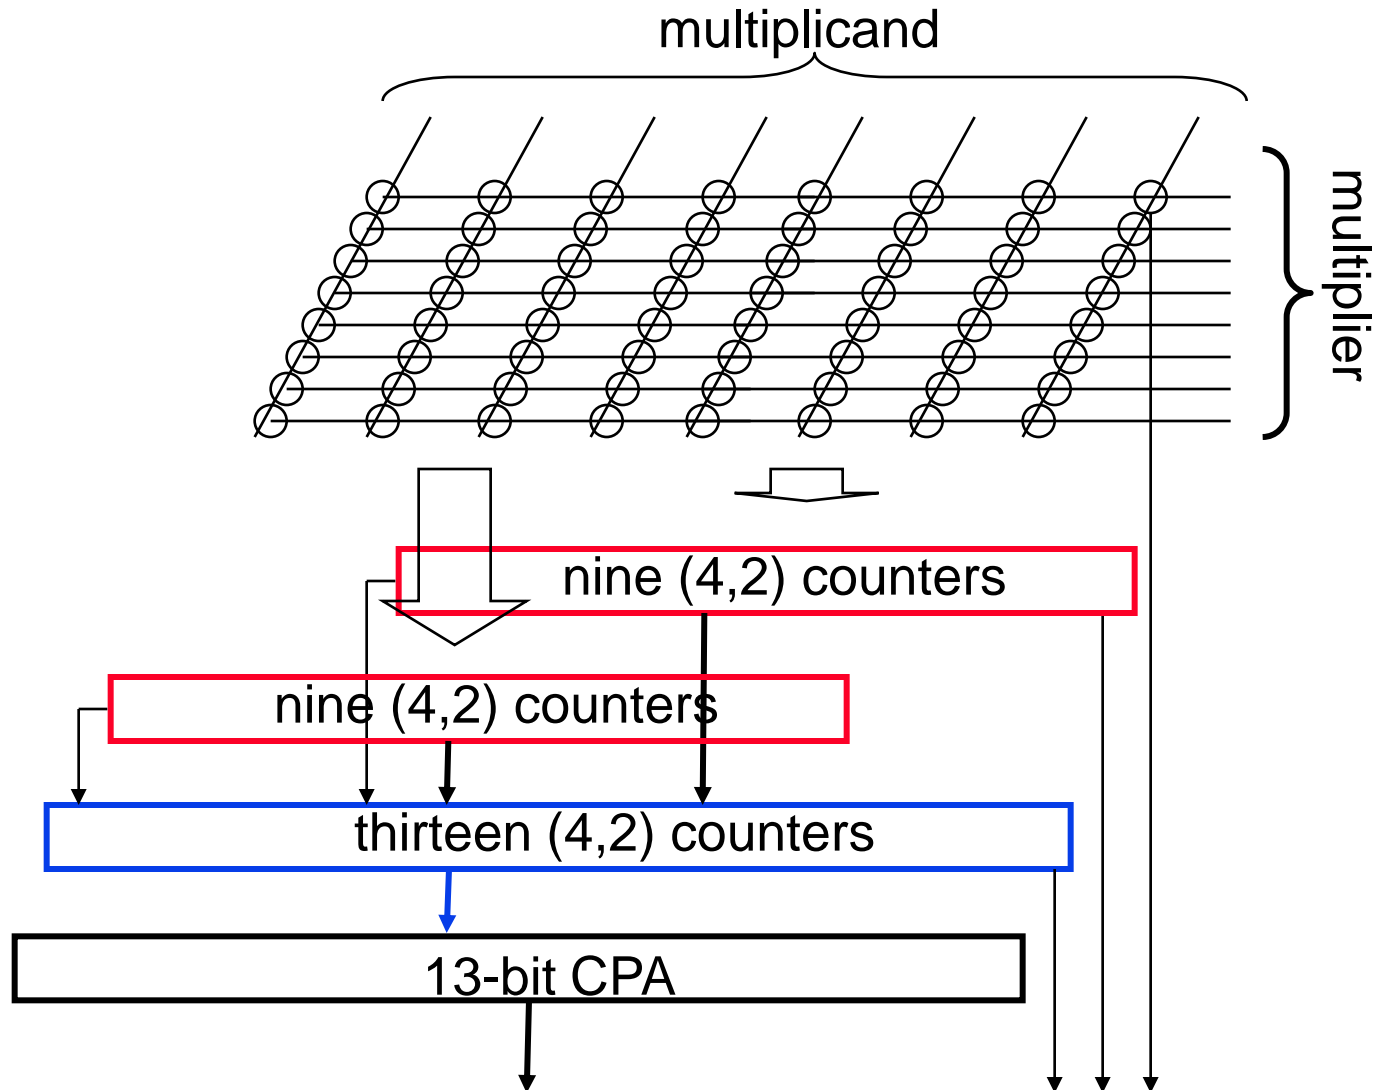 multiplicand
multiplier
nine (4,2) counters
nine (4,2) counters
thirteen (4,2) counters
13-bit CPA